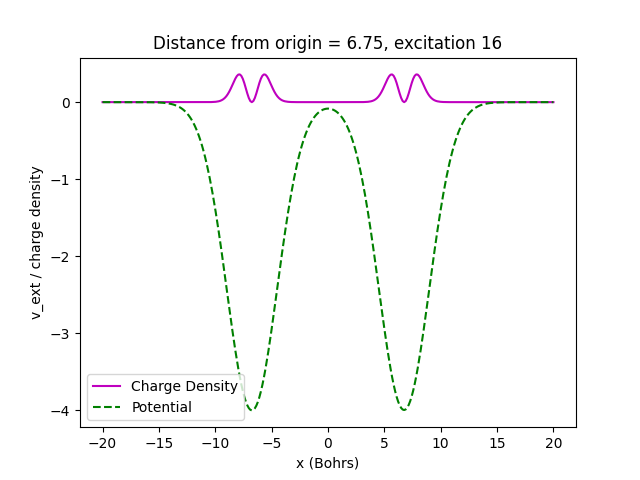 Distance from origin = 6.75, excitation 16
v_ext / charge density
0
−1
−2
−3
−4
Charge Density
Potential
−20 −15 −10 −5 0 5 10 15 20
x (Bohrs)